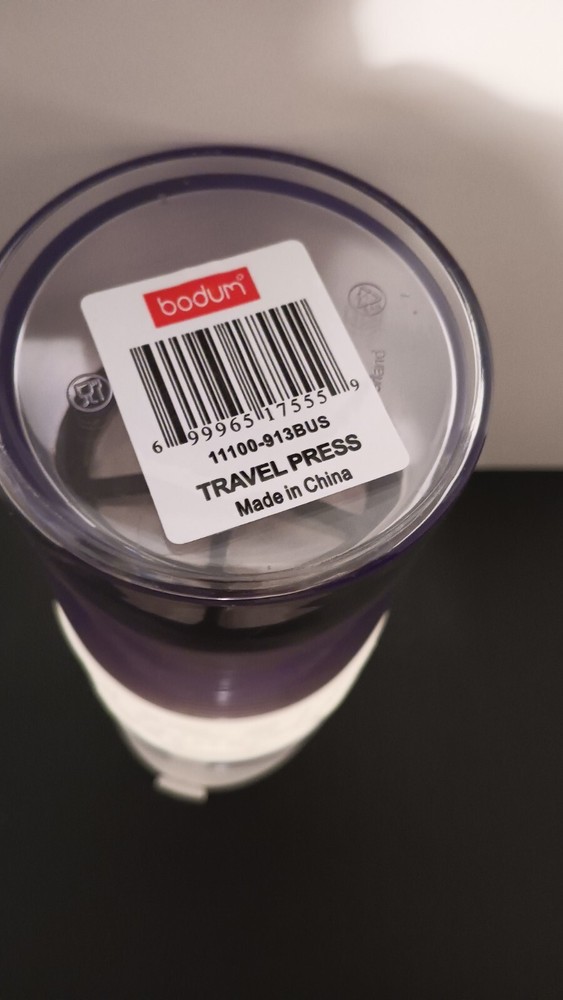 bodum®
6 99965 17555 9
11100-913BUS
TRAVEL PRESS
Made in China